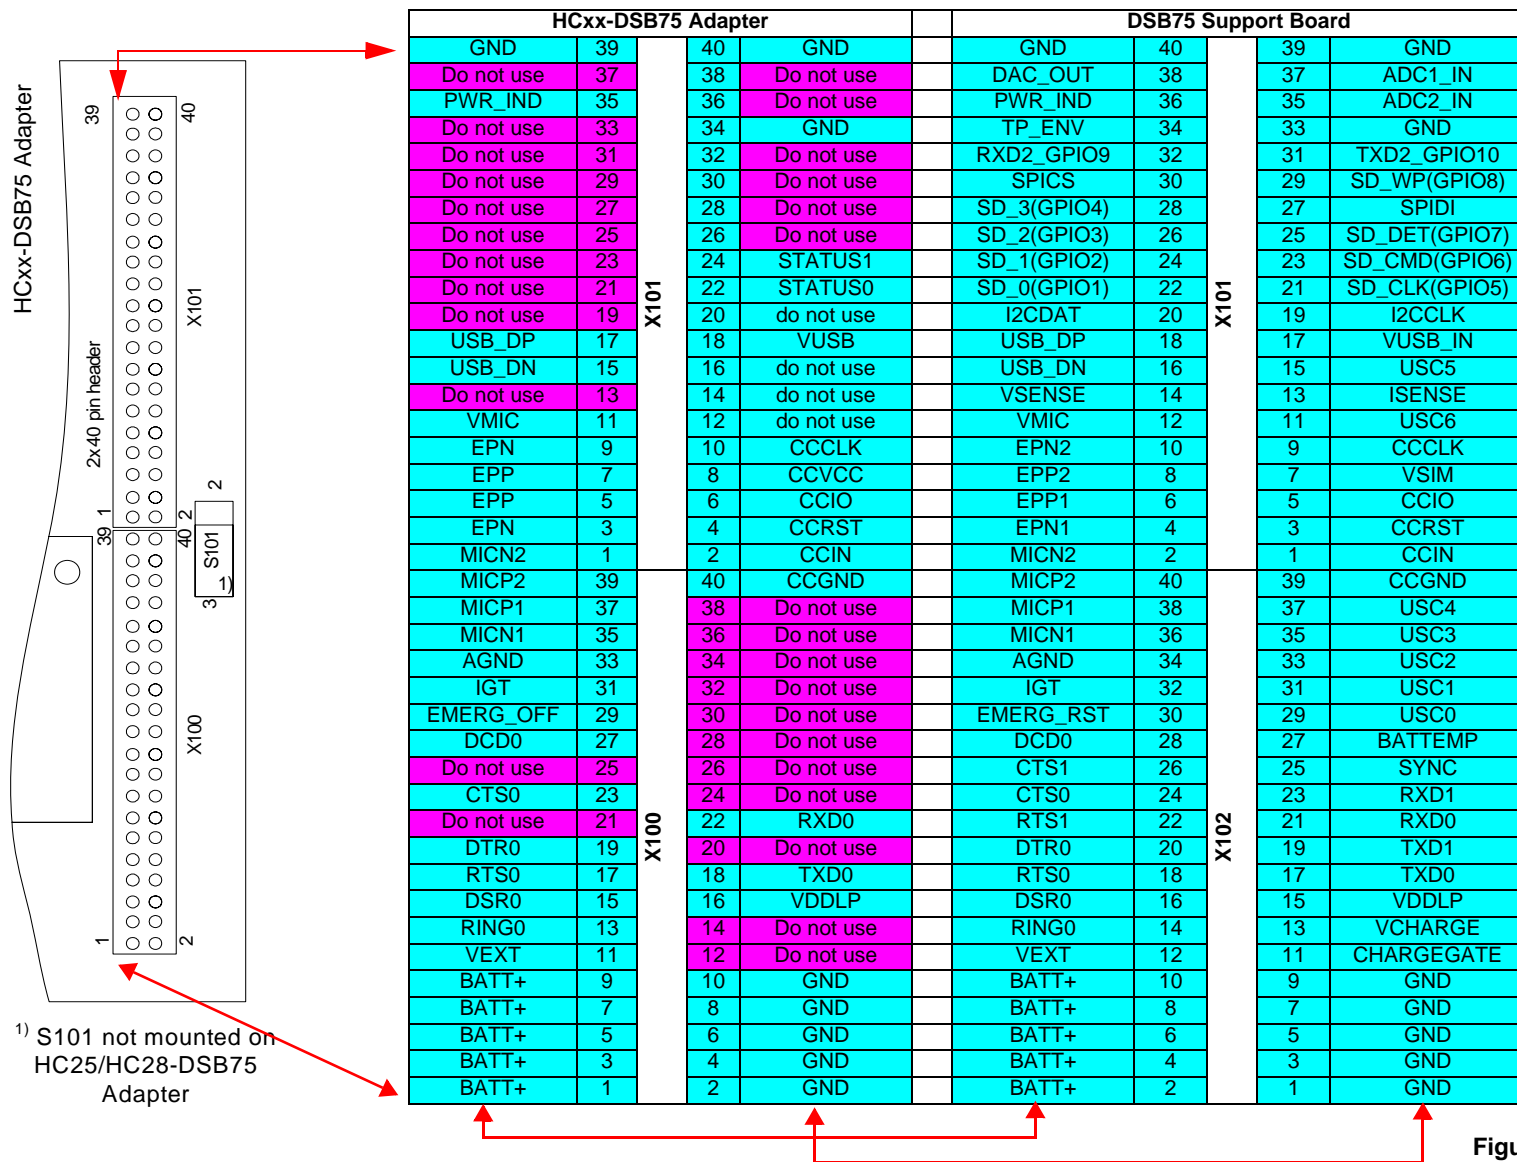 HCxx-DSB75 Adapter DSB75 Support Board
GND 39 40 GND GND 40 39 GND
Do not use 37 38 Do not use DAC_OUT 38 37 ADC1_IN
PWR_IND 35 36 Do not use PWR_IND 36 35 ADC2_IN
Do not use 33 34 GND TP_ENV 34 33 GND
Do not use 31 32 Do not use RXD2_GPIO9 32 31 TXD2_GPIO10
Do not use 29 30 Do not use SPICS 30 29 SD_WP(GPIO8)
Do not use 27 28 Do not use SD_3(GPIO4) 28 27 SPIDI
Do not use 25 26 Do not use SD_2(GPIO3) 26 25 SD_DET(GPIO7)
Do not use 23 24 STATUS1 SD_1(GPIO2) 24 23 SD_CMD(GPIO6)
Do not use 21 22 STATUS0 SD_0(GPIO1) 22 21 SD_CLK(GPIO5)
Do not use 19 20 do not use I2CDAT 20 19 I2CCLK
USB_DP 17 18 VUSB USB_DP 18 17 VUSB_IN
USB_DN 15 16 do not use USB_DN 16 15 USC5
Do not use 13 14 do not use VSENSE 14 13 ISENSE
VMIC 11 12 do not use VMIC 12 11 USC6
EPN 9 10 CCCLK EPN2 10 9 CCCLK
EPP 7 8 CCVCC EPP2 8 7 VSIM
EPP 5 6 CCIO EPP1 6 5 CCIO
EPN 3 4 CCRST EPN1 4 3 CCRST
MICN2 1 2 CCIN MICN2 2 1 CCIN
X101 X101
MICP2 39 40 CCGND MICP2 40 39 CCGND
MICP1 37 38 Do not use MICP1 38 37 USC4
MICN1 35 36 Do not use MICN1 36 35 USC3
AGND 33 34 Do not use AGND 34 33 USC2
IGT 31 32 Do not use IGT 32 31 USC1
EMERG_OFF 29 30 Do not use EMERG_RST 30 29 USC0
DCD0 27 28 Do not use DCD0 28 27 BATTEMP
Do not use 25 26 Do not use CTS1 26 25 SYNC
CTS0 23 24 Do not use CTS0 24 23 RXD1
Do not use 21 22 RXD0 RTS1 22 21 RXD0
DTR0 19 20 Do not use DTR0 20 19 TXD1
RTS0 17 18 TXD0 RTS0 18 17 TXD0
DSR0 15 16 VDDLP DSR0 16 15 VDDLP
RING0 13 14 Do not use RING0 14 13 VCHARGE
VEXT 11 12 Do not use VEXT 12 11 CHARGEGATE
BATT+ 9 10 GND BATT+ 10 9 GND
BATT+ 7 8 GND BATT+ 8 7 GND
BATT+ 5 6 GND BATT+ 6 5 GND
BATT+ 3 4 GND BATT+ 4 3 GND
BATT+ 1 2 GND BATT+ 2 1 GND
X100 X102
HCxx-DSB75 Adapter
39 40
X101
2x40 pin header
1 2
39 40
2
S101
1)
3
X100
1 2
1) S101 not mounted on
HC25/HC28-DSB75
Adapter
Figu